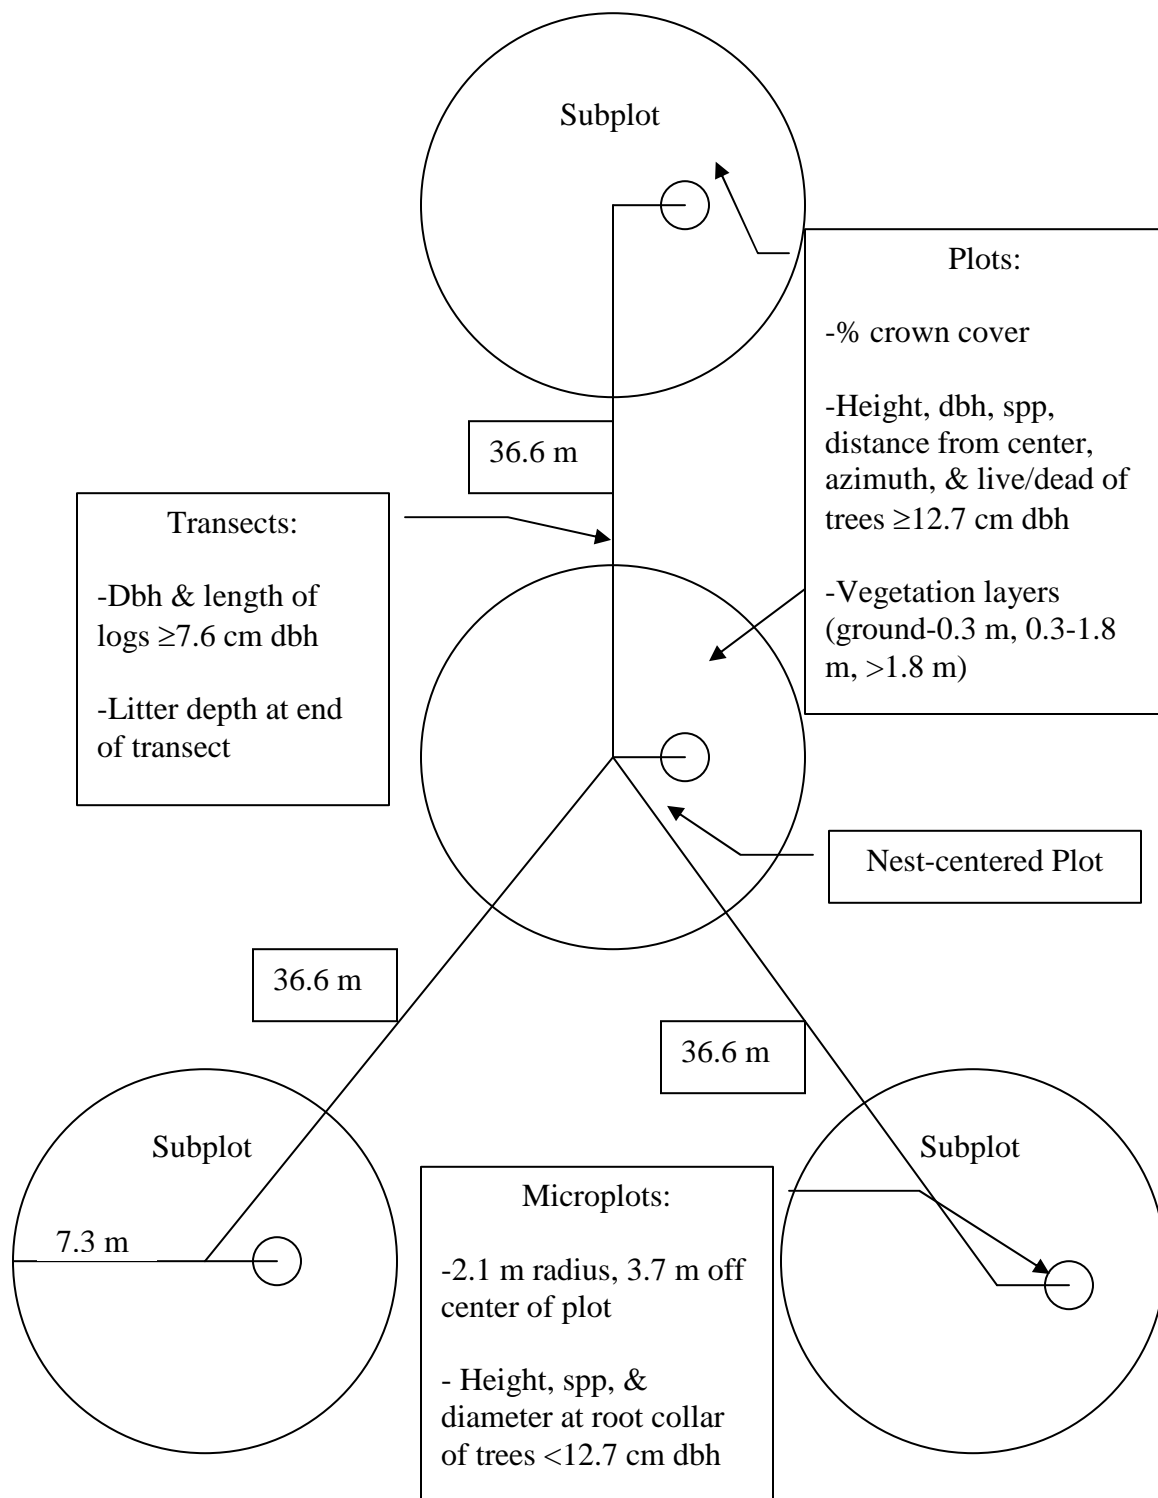 Subplot
Plots:
-% crown cover
-Height, dbh, spp,
distance from center,
azimuth, & live/dead of
trees ≥12.7 cm dbh
-Vegetation layers
(ground-0.3 m, 0.3-1.8
m, >1.8 m)
36.6 m
Transects:
-Dbh & length of
logs ≥7.6 cm dbh
-Litter depth at end
of transect
Nest-centered Plot
36.6 m
36.6 m
Subplot
7.3 m
Subplot
Microplots:
-2.1 m radius, 3.7 m off
center of plot
- Height, spp, &
diameter at root collar
of trees <12.7 cm dbh